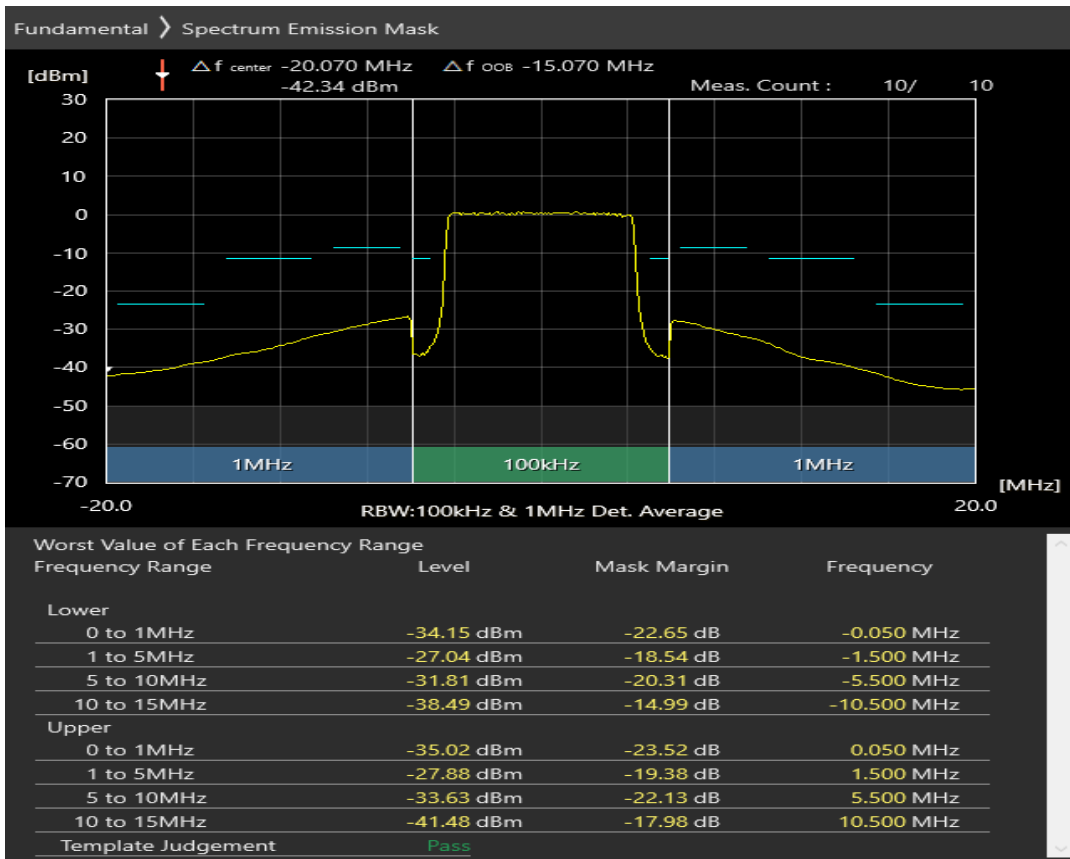 Fundamental ❯ Spectrum Emission Mask
△f center -20.070 MHz △f OOB -15.070 MHz
[dBm]
-42.34 dBm Meas. Count : 10/ 10
30
20
10
0
-10
-20
-30
-40
-50
-60
1MHz 100kHz 1MHz
-70
[MHz]
-20.0 RBW:100kHz & 1MHz Det. Average 20.0
Worst Value of Each Frequency Range
Frequency Range Level Mask Margin Frequency
Lower
0 to 1MHz -34.15 dBm -22.65 dB -0.050 MHz
1 to 5MHz -27.04 dBm -18.54 dB -1.500 MHz
5 to 10MHz -31.81 dBm -20.31 dB -5.500 MHz
10 to 15MHz -38.49 dBm -14.99 dB -10.500 MHz
Upper
0 to 1MHz -35.02 dBm -23.52 dB 0.050 MHz
1 to 5MHz -27.88 dBm -19.38 dB 1.500 MHz
5 to 10MHz -33.63 dBm -22.13 dB 5.500 MHz
10 to 15MHz -41.48 dBm -17.98 dB 10.500 MHz
Template Judgement Pass